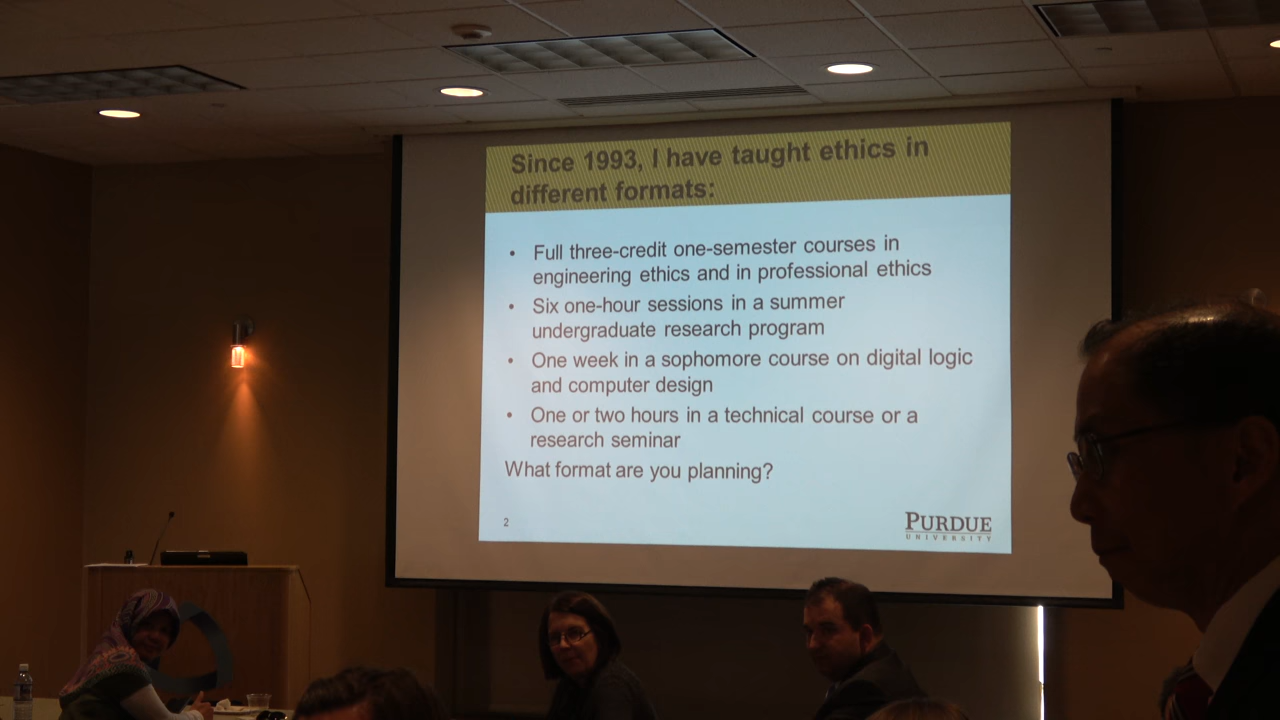 Since 1993, I have taught ethics in
different formats:
• Full three-credit one-semester courses in
engineering ethics and in professional ethics
• Six one-hour sessions in a summer
undergraduate research program
• One week in a sophomore course on digital logic
and computer design
• One or two hours in a technical course or a
research seminar
What format are you planning?
2
PURDUE
UNIVERSITY